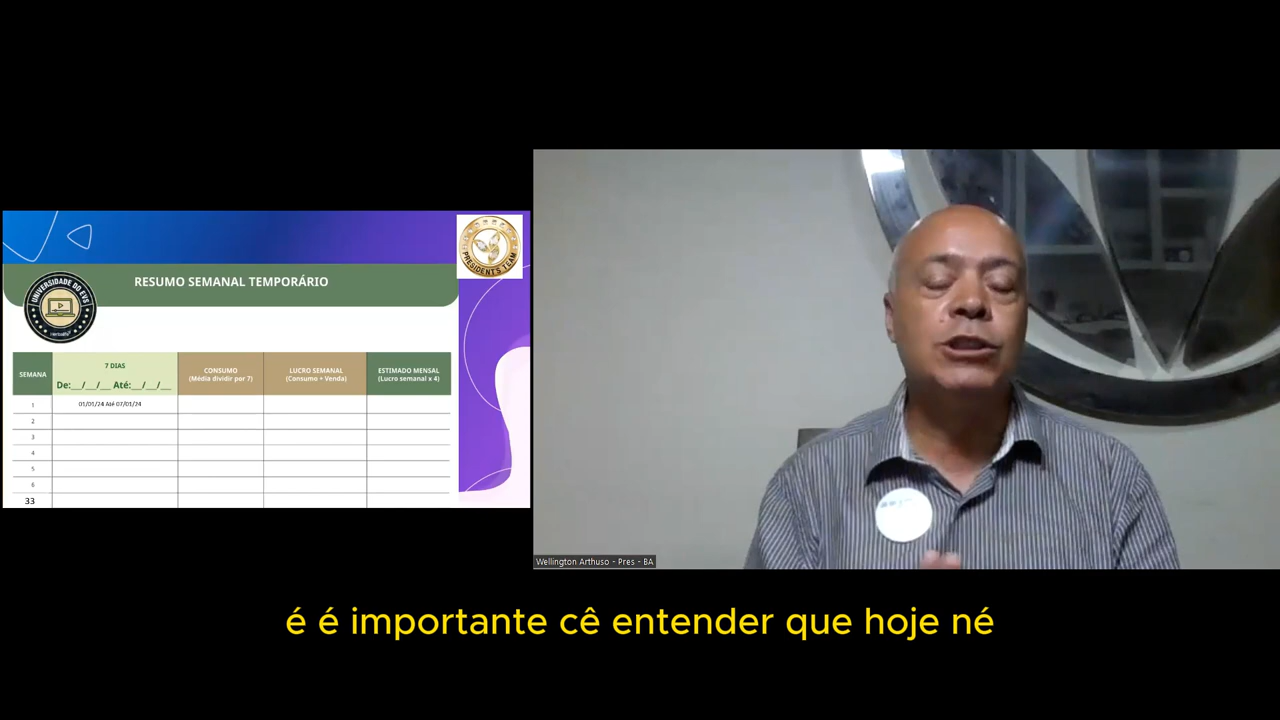 PRESIDENT'S TEAM
RESUMO SEMANAL TEMPORÁRIO
UNIVERSIDADE DO EVS
SEMANA
7 DIAS
De:__/__/__ Até:__/__/__
CONSUMO
(Média dividir por 7)
LUCRO SEMANAL
(Consumo + Venda)
ESTIMADO MENSAL
(Lucro semanal x 4)
1
01/01/24 Até 07/01/24
2
3
4
5
6
33
Wellington Arthuso - Pres - BA
é é importante cê entender que hoje né